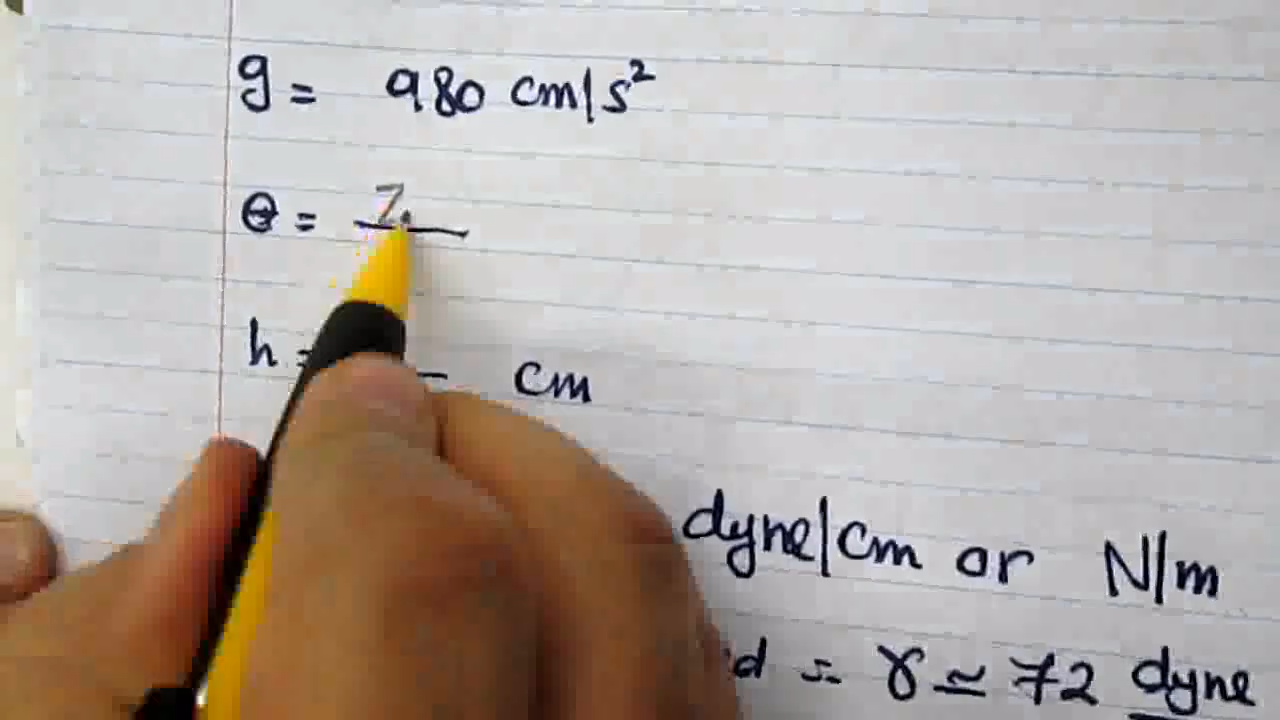 g = 980 cm/s²
θ =
h = cm
dyne/cm or N/m
d = γ ≃ 72 dyne